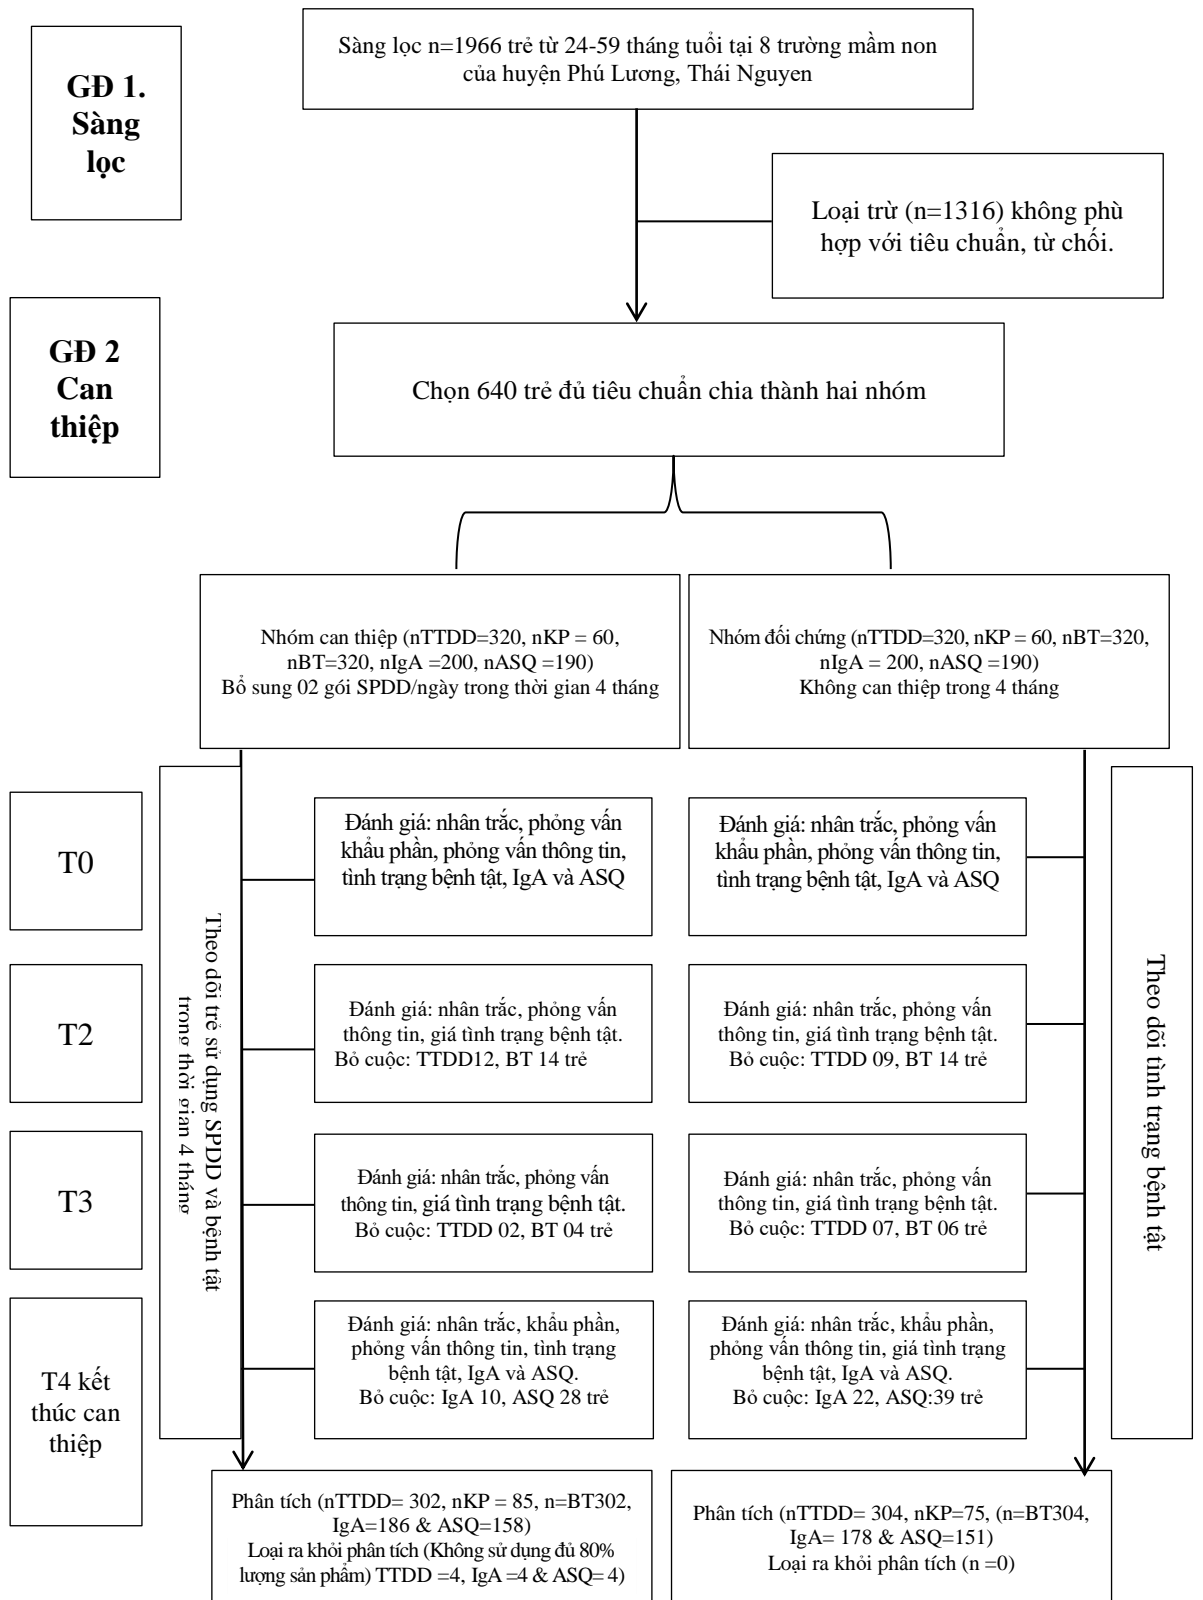 GĐ 1.
Sàng
lọc
Sàng lọc n=1966 trẻ từ 24-59 tháng tuổi tại 8 trường mầm non
của huyện Phú Lương, Thái Nguyen
Loại trừ (n=1316) không phù
hợp với tiêu chuẩn, từ chối.
GĐ 2
Can
thiệp
Chọn 640 trẻ đủ tiêu chuẩn chia thành hai nhóm
Nhóm can thiệp (nTTDD=320, nKP = 60,
nBT=320, nIgA =200, nASQ =190)
Bổ sung 02 gói SPDD/ngày trong thời gian 4 tháng
Nhóm đối chứng (nTTDD=320, nKP = 60, nBT=320,
nIgA = 200, nASQ =190)
Không can thiệp trong 4 tháng
Theo dõi trẻ sử dụng SPDD và bệnh tật
trong thời gian 4 tháng
Theo dõi tình trạng bệnh tật
T0
Đánh giá: nhân trắc, phỏng vấn
khẩu phần, phỏng vấn thông tin,
tình trạng bệnh tật, IgA và ASQ
Đánh giá: nhân trắc, phỏng vấn
khẩu phần, phỏng vấn thông tin,
tình trạng bệnh tật, IgA và ASQ
T2
Đánh giá: nhân trắc, phỏng vấn
thông tin, giá tình trạng bệnh tật.
Bỏ cuộc: TTDD12, BT 14 trẻ
Đánh giá: nhân trắc, phỏng vấn
thông tin, giá tình trạng bệnh tật.
Bỏ cuộc: TTDD 09, BT 14 trẻ
T3
Đánh giá: nhân trắc, phỏng vấn
thông tin, giá tình trạng bệnh tật.
Bỏ cuộc: TTDD 02, BT 04 trẻ
Đánh giá: nhân trắc, phỏng vấn
thông tin, giá tình trạng bệnh tật.
Bỏ cuộc: TTDD 07, BT 06 trẻ
T4 kết
thúc can
thiệp
Đánh giá: nhân trắc, khẩu phần,
phỏng vấn thông tin, tình trạng
bệnh tật, IgA và ASQ.
Bỏ cuộc: IgA 10, ASQ 28 trẻ
Đánh giá: nhân trắc, khẩu phần,
phỏng vấn thông tin, giá tình trạng
bệnh tật, IgA và ASQ.
Bỏ cuộc: IgA 22, ASQ:39 trẻ
Phân tích (nTTDD= 302, nKP = 85, n=BT302,
IgA=186 & ASQ=158)
Loại ra khỏi phân tích (Không sử dụng đủ 80%
lượng sản phẩm) TTDD =4, IgA =4 & ASQ= 4)
Phân tích (nTTDD= 304, nKP=75, (n=BT304,
IgA= 178 & ASQ=151)
Loại ra khỏi phân tích (n =0)